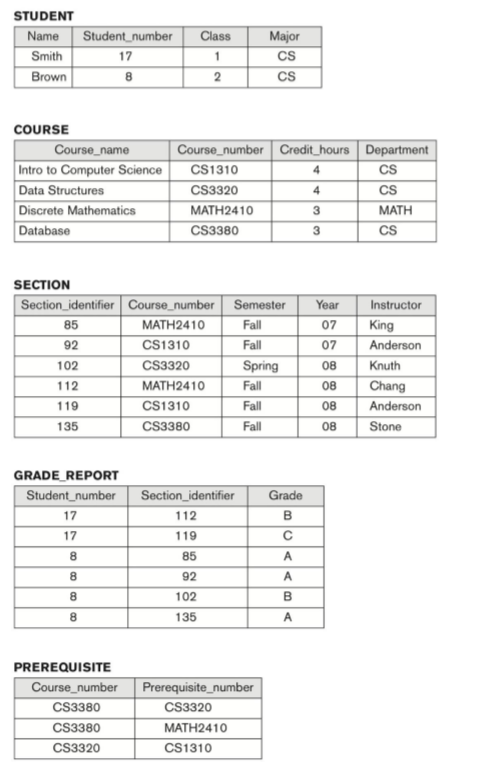 STUDENT
Name Student_number Class Major
Smith 17 1 CS
Brown 8 2 CS
COURSE
Course_name Course_number Credit_hours Department
Intro to Computer Science CS1310 4 CS
Data Structures CS3320 4 CS
Discrete Mathematics MATH2410 3 MATH
Database CS3380 3 CS
SECTION
Section_identifier Course_number Semester Year Instructor
85 MATH2410 Fall 07 King
92 CS1310 Fall 07 Anderson
102 CS3320 Spring 08 Knuth
112 MATH2410 Fall 08 Chang
119 CS1310 Fall 08 Anderson
135 CS3380 Fall 08 Stone
GRADE_REPORT
Student_number Section_identifier Grade
17 112 B
17 119 C
8 85 A
8 92 A
8 102 B
8 135 A
PREREQUISITE
Course_number Prerequisite_number
CS3380 CS3320
CS3380 MATH2410
CS3320 CS1310